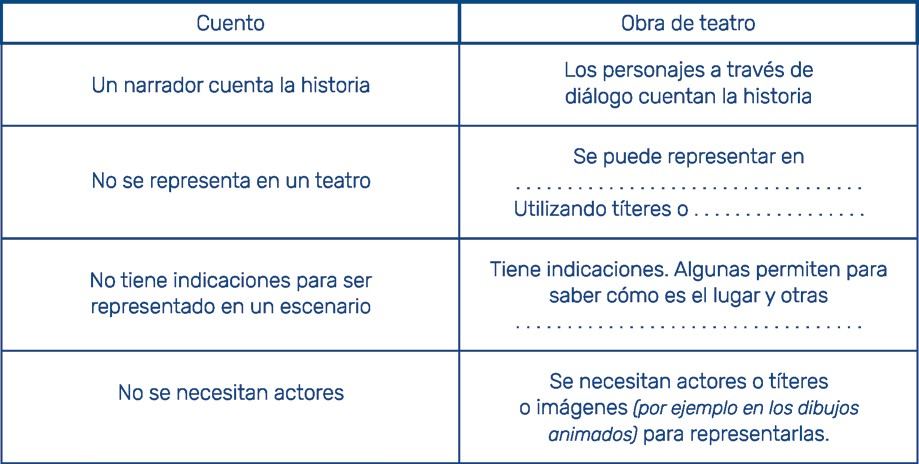 Cuento
Obra de teatro
Un narrador cuenta la historia
Los personajes a través de
diálogo cuentan la historia
No se representa en un teatro
Se puede representar en
. . . . . . . . . . . . . . . . . . . . . . . . . . . . . . . . . .
Utilizando títeres o . . . . . . . . . . . . . . . . .
No tiene indicaciones para ser
representado en un escenario
Tiene indicaciones. Algunas permiten para
saber cómo es el lugar y otras
. . . . . . . . . . . . . . . . . . . . . . . . . . . . . . . . . .
No se necesitan actores
Se necesitan actores o títeres
o imágenes (por ejemplo en los dibujos
animados) para representarlas.